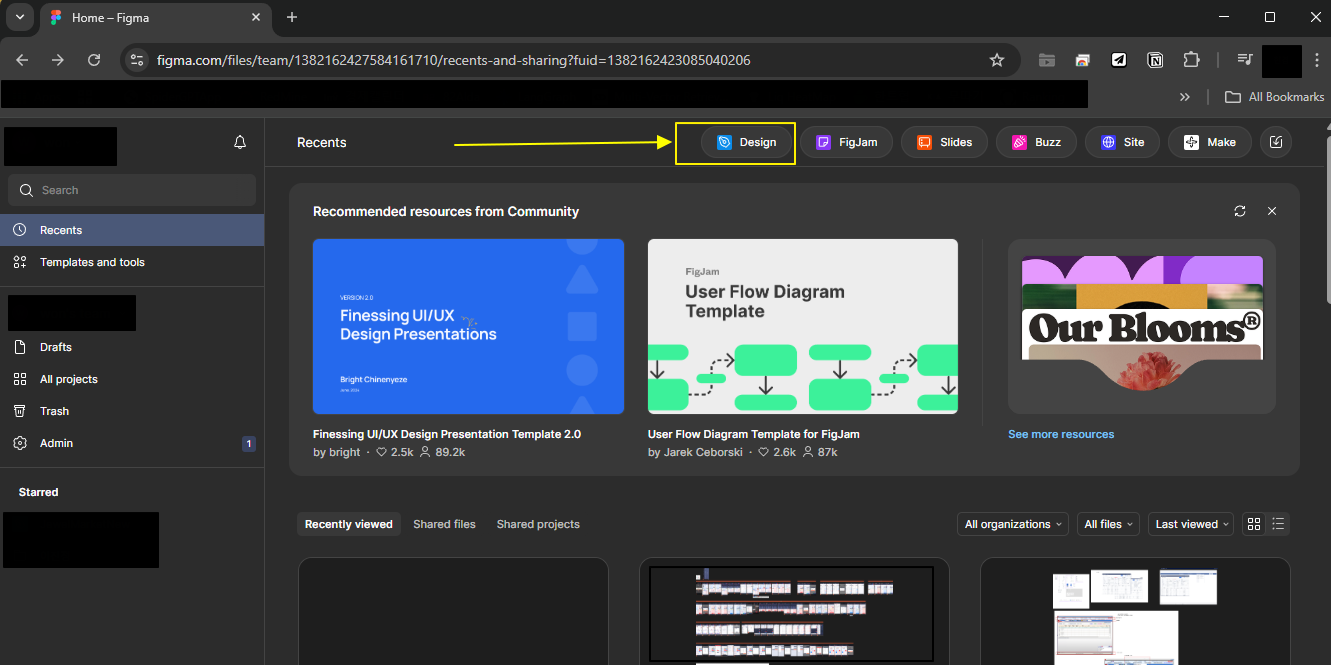 Home – Figma
figma.com/files/team/1382162427584161710/recents-and-sharing?fuid=1382162423085040206
All Bookmarks
Recents
Design
FigJam
Slides
Buzz
Site
Make
Search
Recents
Templates and tools
Drafts
All projects
Trash
Admin
1
Starred
Recommended resources from Community
VERSION 2.0
Finessing UI/UX
Design Presentations
Bright Chinenyeze
Finessing UI/UX Design Presentation Template 2.0
by bright · 2.5k 89.2k
FigJam
User Flow Diagram
Template
User Flow Diagram Template for FigJam
by Jarek Ceborski · 2.6k 87k
Our Blooms®
See more resources
Recently viewed
Shared files
Shared projects
All organizations
All files
Last viewed